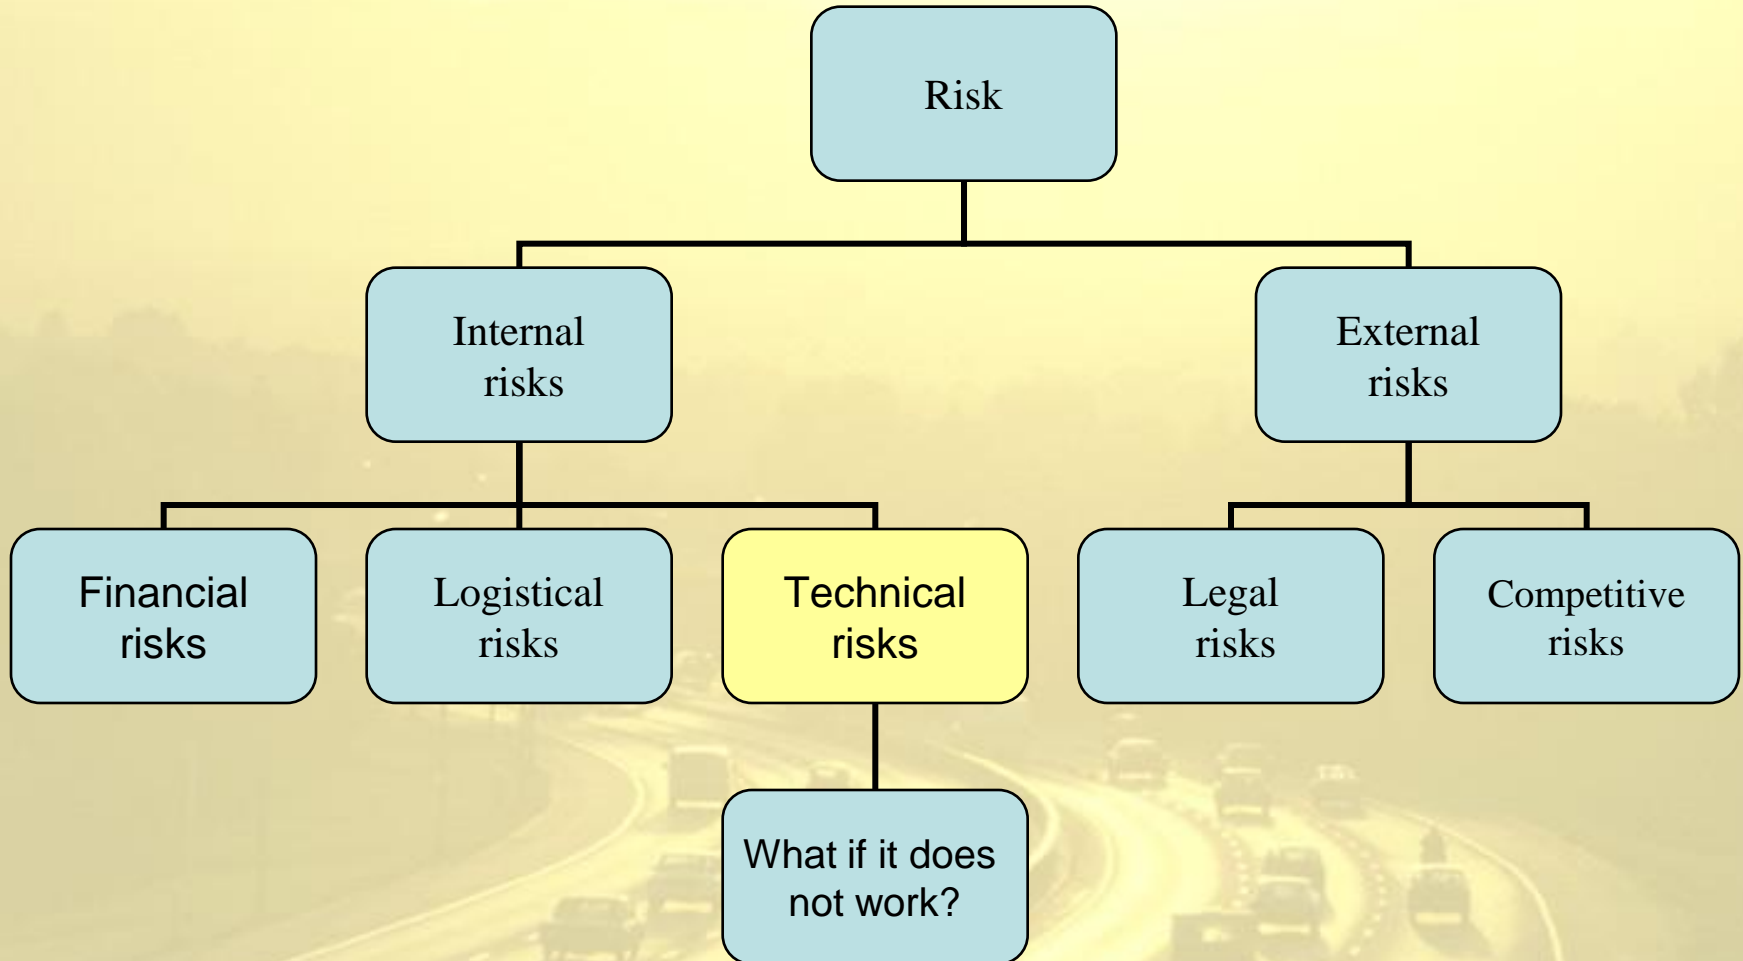 Risk
Internal
risks
External
risks
Financial
risks
Logistical
risks
Technical
risks
Legal
risks
Competitive
risks
What if it does
not work?